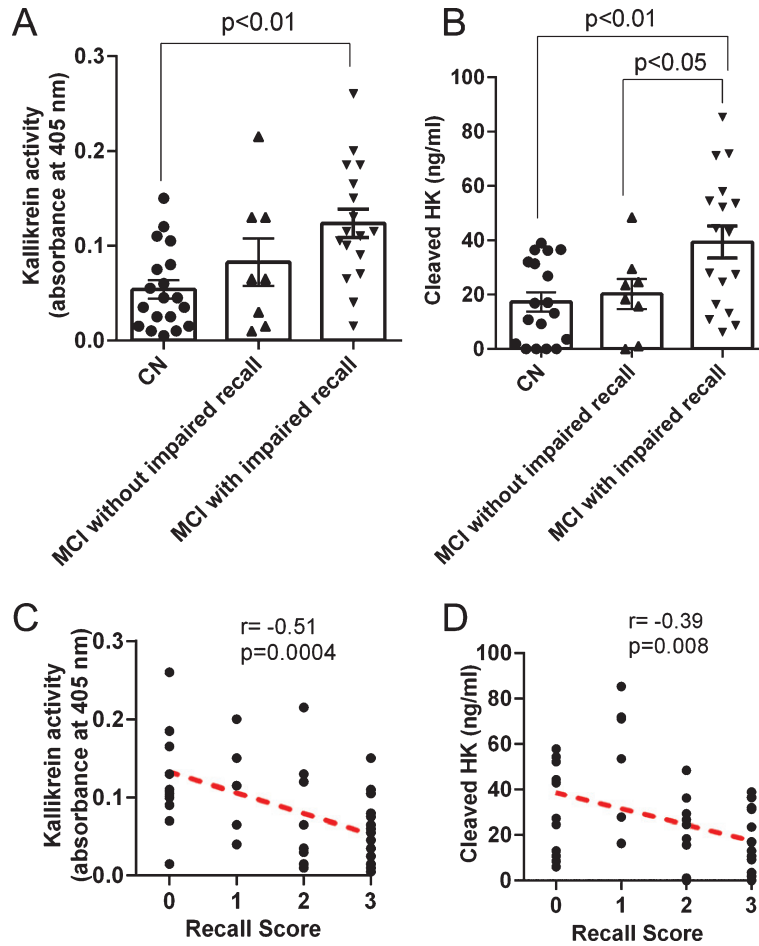 A
p<0.01
Kallikrein activity
(absorbance at 405 nm)
0.3
0.2
0.1
0.0
CN
MCI without impaired recall
MCI with impaired recall
B
p<0.01
p<0.05
Cleaved HK (ng/ml)
100
80
60
40
20
0
CN
MCI without impaired recall
MCI with impaired recall
C
r= -0.51
p=0.0004
Kallikrein activity
(absorbance at 405 nm)
0.3
0.2
0.1
0.0
0 1 2 3
Recall Score
D
r= -0.39
p=0.008
Cleaved HK (ng/ml)
100
80
60
40
20
0
0 1 2 3
Recall Score